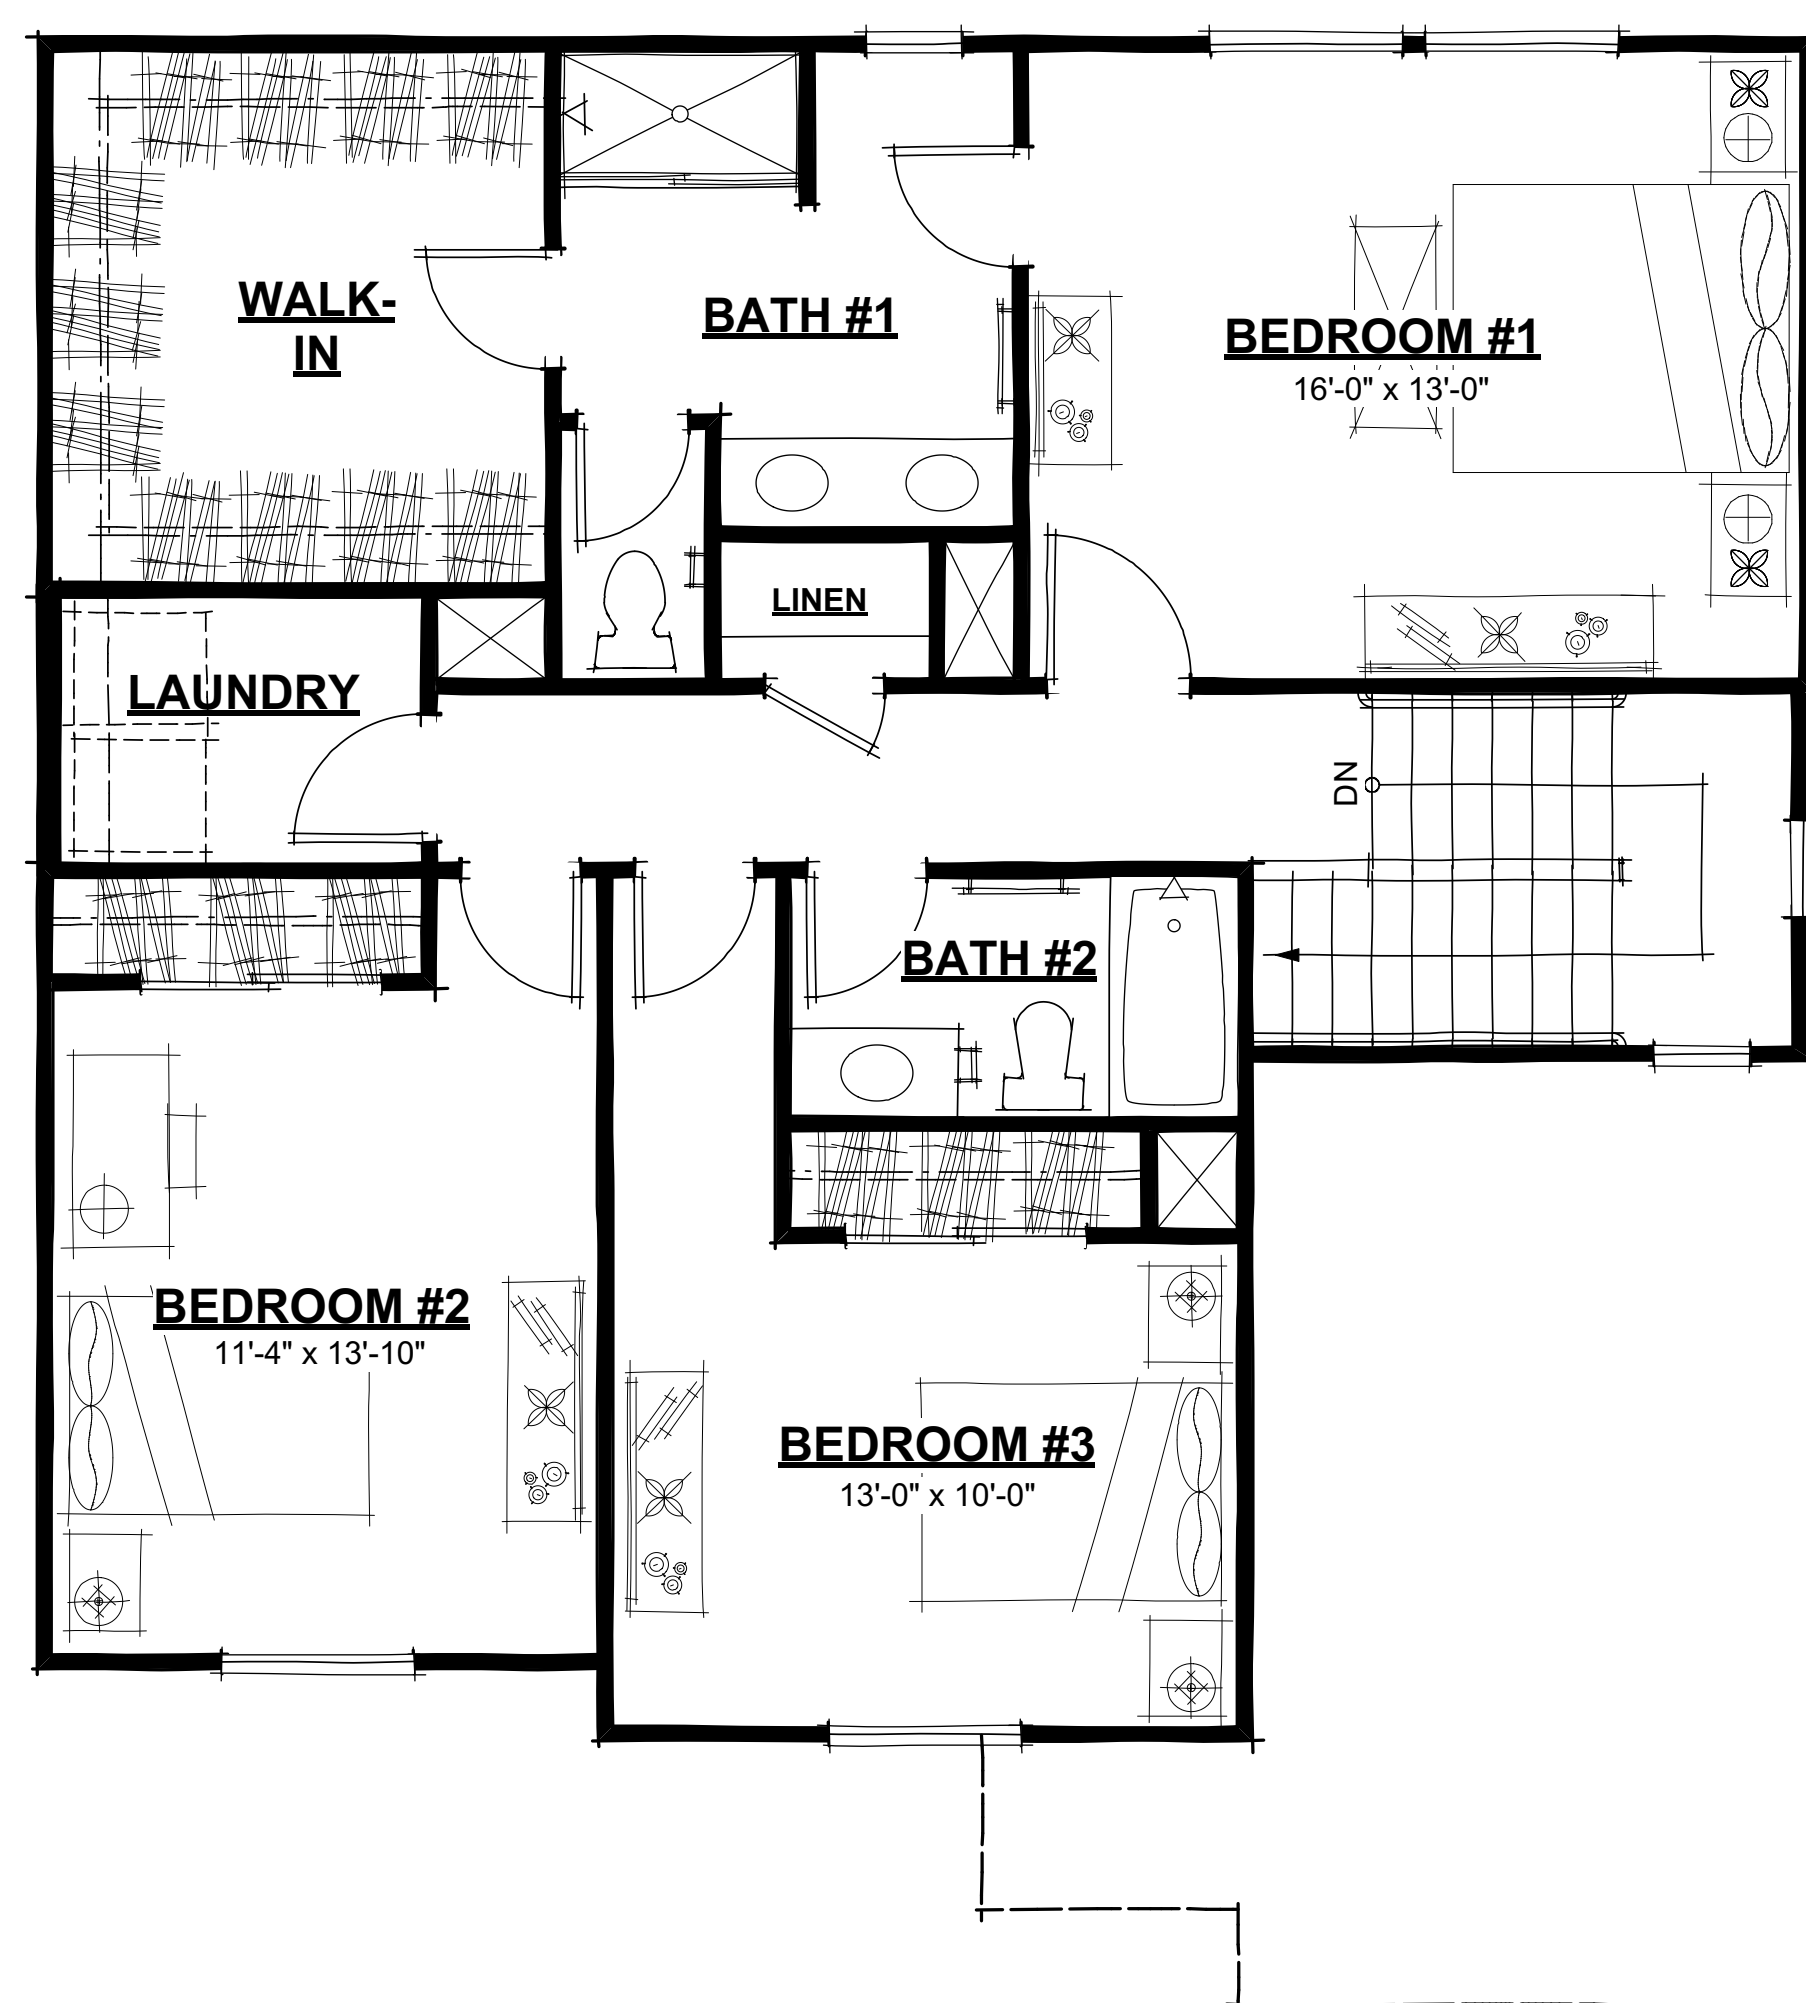 WALK-
IN
BATH #1
BEDROOM #1
16'-0" x 13'-0"
LINEN
LAUNDRY
DN
BATH #2
BEDROOM #2
11'-4" x 13'-10"
BEDROOM #3
13'-0" x 10'-0"